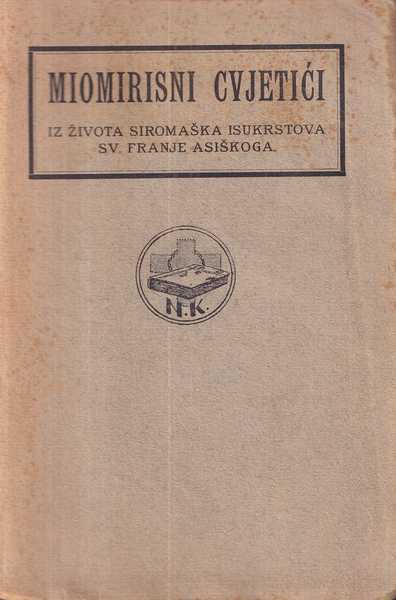 MIOMIRISNI CVJETIĆI
IZ ŽIVOTA SIROMAŠKA ISUKRSTOVA
SV. FRANJE ASIŠKOGA.
N.K.